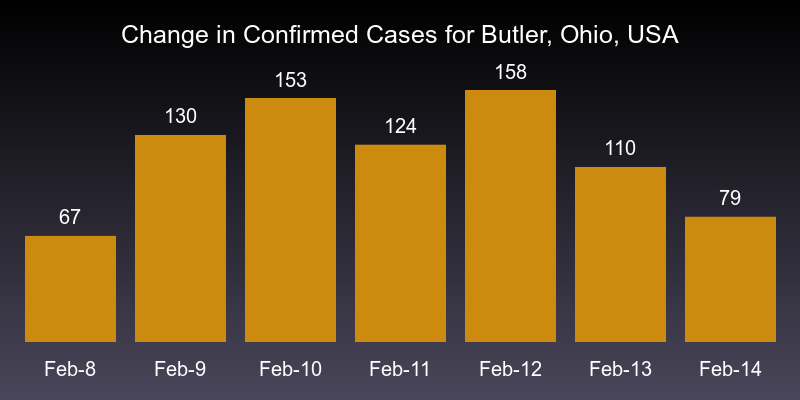 Change in Confirmed Cases for Butler, Ohio, USA
67 130 153 124 158 110 79
Feb-8 Feb-9 Feb-10 Feb-11 Feb-12 Feb-13 Feb-14